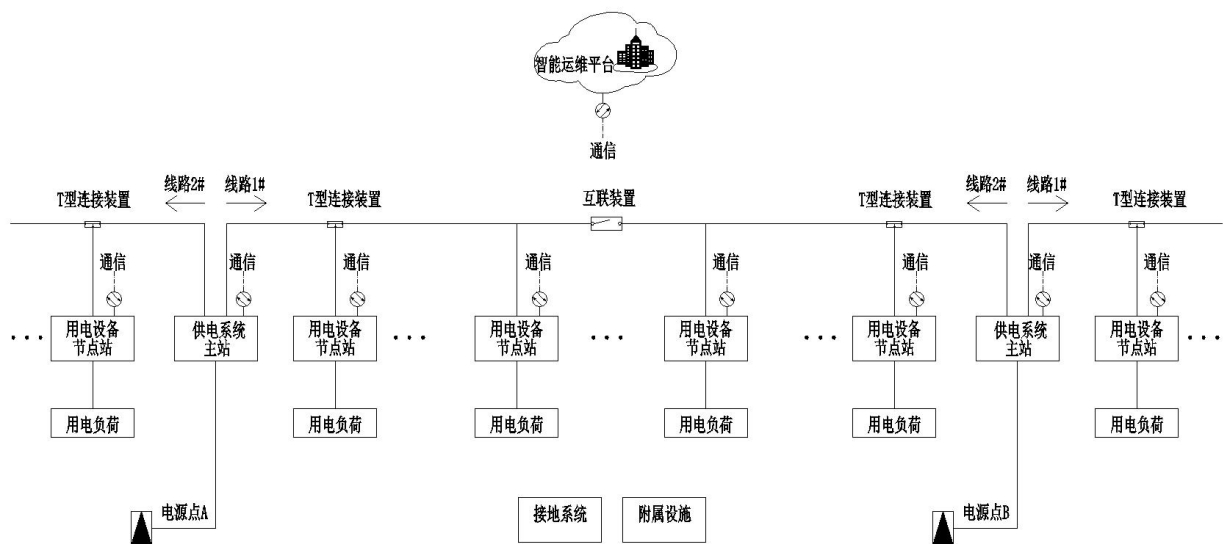 智能运维平台
通信
线路2# 线路1# 互联装置 线路2# 线路1#
T型连接装置 T型连接装置 T型连接装置 T型连接装置
通信 通信 通信 通信 通信 通信 通信 通信
用电设备 供电系统 用电设备 用电设备 用电设备 用电设备 供电系统 用电设备
... 节点站 主站 节点站 ... 节点站 ... 节点站 ... 节点站 主站 节点站 ...
用电负荷 用电负荷 用电负荷 用电负荷 用电负荷 用电负荷
电源点A 接地系统 附属设施 电源点B